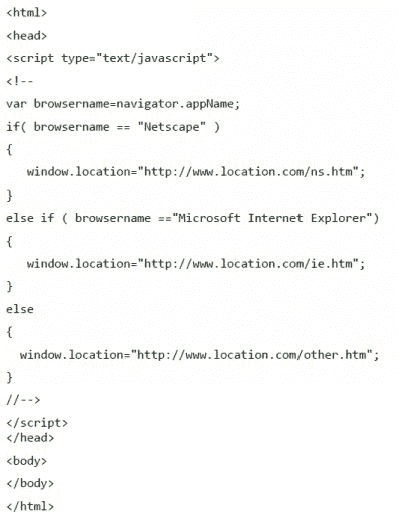 <html>
<head>
<script type="text/javascript">
<!--
var browsername=navigator.appName;
if( browsername == "Netscape" )
{
   window.location="http://www.location.com/ns.htm";
}
else if ( browsername =="Microsoft Internet Explorer")
{
   window.location="http://www.location.com/ie.htm";
}
else
{
  window.location="http://www.location.com/other.htm";
}
//-->
</script>
</head>
<body>
</body>
</html>